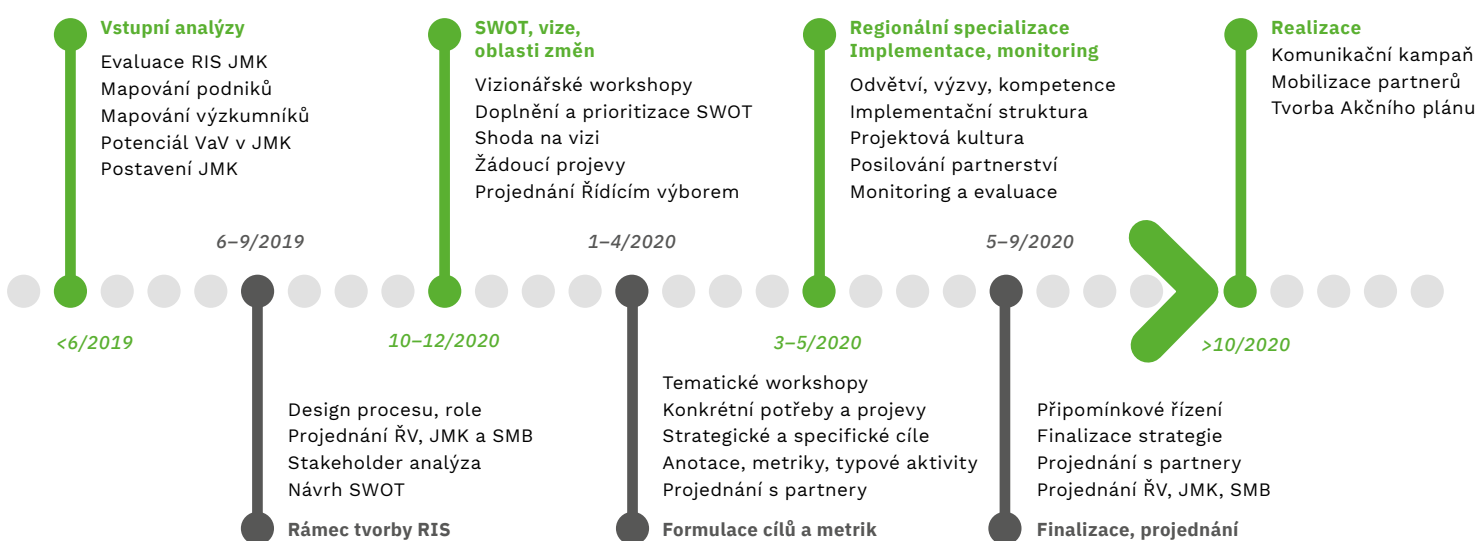 Vstupní analýzy
Evaluace RIS JMK
Mapování podniků
Mapování výzkumníků
Potenciál VaV v JMK
Postavení JMK
SWOT, vize,
oblasti změn
Vizionářské workshopy
Doplnění a prioritizace SWOT
Shoda na vizi
Žádoucí projevy
Projednání Řídícím výborem
Regionální specializace
Implementace, monitoring
Odvětví, výzvy, kompetence
Implementační struktura
Projektová kultura
Posilování partnerství
Monitoring a evaluace
Realizace
Komunikační kampaň
Mobilizace partnerů
Tvorba Akčního plánu
6–9/2019
1–4/2020
5–9/2020
<6/2019
10–12/2020
3–5/2020
>10/2020
Design procesu, role
Projednání ŘV, JMK a SMB
Stakeholder analýza
Návrh SWOT
Rámec tvorby RIS
Tematické workshopy
Konkrétní potřeby a projevy
Strategické a specifické cíle
Anotace, metriky, typové aktivity
Projednání s partnery
Formulace cílů a metrik
Připomínkové řízení
Finalizace strategie
Projednání s partnery
Projednání ŘV, JMK, SMB
Finalizace, projednání